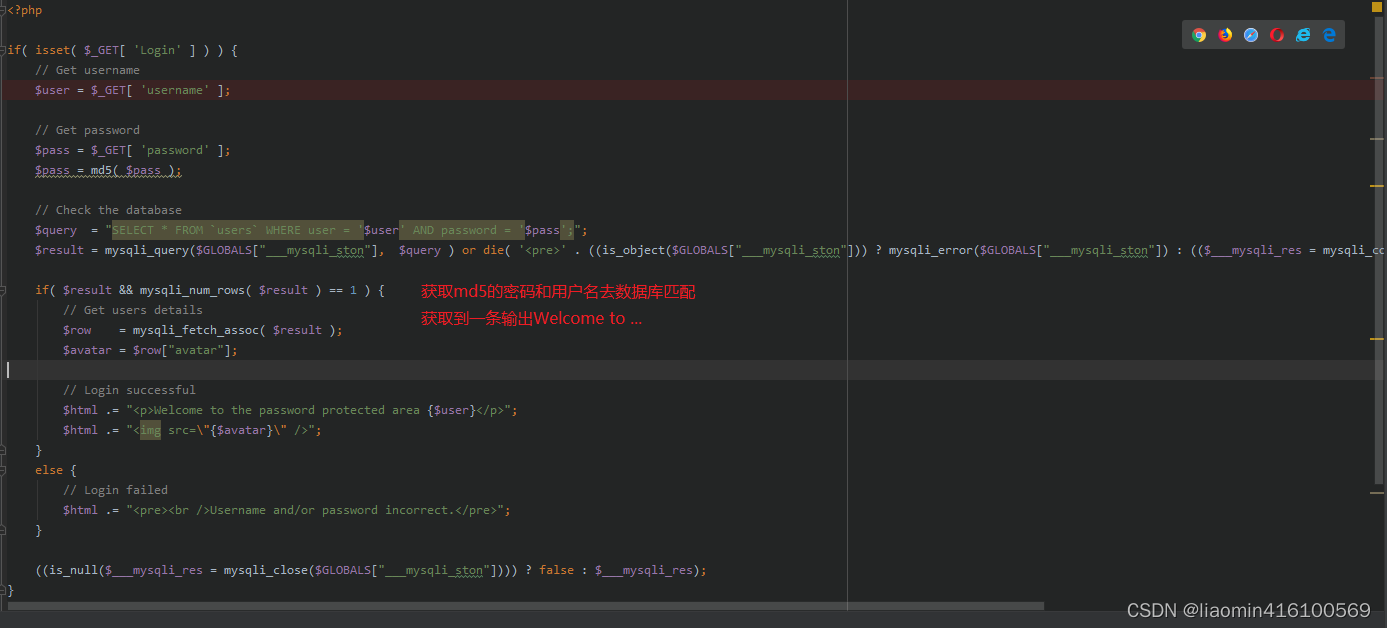 <?php
if( isset( $_GET[ 'Login' ] ) ) {
// Get username
$user = $_GET[ 'username' ];
// Get password
$pass = $_GET[ 'password' ];
$pass = md5( $pass );
// Check the database
$query  = "SELECT * FROM `users` WHERE user = '$user' AND password = '$pass';";
$result = mysqli_query($GLOBALS["___mysqli_ston"],  $query ) or die( '<pre>' . ((is_object($GLOBALS["___mysqli_ston"])) ? mysqli_error($GLOBALS["___mysqli_ston"]) : (($___mysqli_res = mysqli_co
if( $result && mysqli_num_rows( $result ) == 1 ) { 获取md5的密码和用户名去数据库匹配
// Get users details 获取到一条输出Welcome to ...
$row    = mysqli_fetch_assoc( $result );
$avatar = $row["avatar"];
// Login successful
$html .= "<p>Welcome to the password protected area {$user}</p>";
$html .= "<img src=\"{$avatar}\" />";
}
else {
// Login failed
$html .= "<pre><br />Username and/or password incorrect.</pre>";
}
((is_null($___mysqli_res = mysqli_close($GLOBALS["___mysqli_ston"]))) ? false : $___mysqli_res);
}
CSDN @liaomin416100569